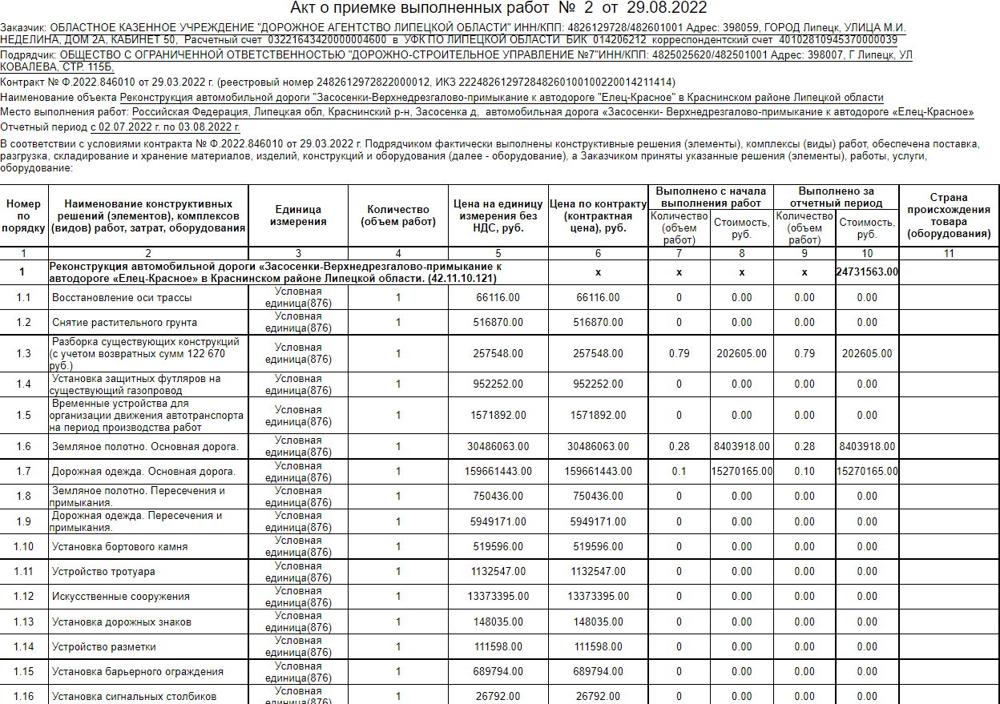 Акт о приемке выполненных работ № 2 от 29.08.2022
Заказчик: ОБЛАСТНОЕ КАЗЕННОЕ УЧРЕЖДЕНИЕ "ДОРОЖНОЕ АГЕНТСТВО ЛИПЕЦКОЙ ОБЛАСТИ" ИНН/КПП: 4826129728/482601001 Адрес: 398059, ГОРОД Липецк, УЛИЦА М.И.
НЕДЕЛИНА, ДОМ 2А, КАБИНЕТ 50, Расчетный счет 03221643420000004600 в УФК ПО ЛИПЕЦКОЙ ОБЛАСТИ БИК 014206212 корреспондентский счет 40102810945370000039
Подрядчик: ОБЩЕСТВО С ОГРАНИЧЕННОЙ ОТВЕТСТВЕННОСТЬЮ "ДОРОЖНО-СТРОИТЕЛЬНОЕ УПРАВЛЕНИЕ №7"ИНН/КПП: 4825025620/482501001 Адрес: 398007, Г Липецк, УЛ
КОВАЛЕВА, СТР. 115Б,
Контракт № Ф.2022.846010 от 29.03.2022 г. (реестровый номер 2482612972822000012, ИКЗ 222482612972848260100100220014211414)
Наименование объекта Реконструкция автомобильной дороги "Засосенки-Верхнедрезгалово-примыкание к автодороге "Елец-Красное" в Краснинском районе Липецкой области
Место выполнения работ: Российская Федерация, Липецкая обл, Краснинский р-н, Засосенка д, автомобильная дорога «Засосенки- Верхнедрезгалово-примыкание к автодороге «Елец-Красное»
Отчетный период с 02.07.2022 г. по 03.08.2022 г.
В соответствии с условиями контракта № Ф.2022.846010 от 29.03.2022 г. Подрядчиком фактически выполнены конструктивные решения (элементы), комплексы (виды) работ, обеспечена поставка,
разгрузка, складирование и хранение материалов, изделий, конструкций и оборудования (далее - оборудование), а Заказчиком приняты указанные решения (элементы), работы, услуги,
оборудование:
Номер по порядку Наименование конструктивных решений (элементов), комплексов (видов) работ, затрат, оборудования Единица измерения Количество (объем работ) Цена на единицу измерения без НДС, руб. Цена по контракту (контрактная цена), руб. Выполнено с начала выполнения работ Выполнено за отчетный период Страна происхождения товара (оборудования)
Количество (объем работ) Стоимость, руб. Количество (объем работ) Стоимость, руб.
1 2 3 4 5 6 7 8 9 10 11
1 Реконструкция автомобильной дороги «Засосенки-Верхнедрезгалово-примыкание к
автодороге «Елец-Красное» в Краснинском районе Липецкой области. (42.11.10.121) x x x x 24731563.00
1.1 Восстановление оси трассы Условная единица(876) 1 66116.00 66116.00 0 0.00 0.00 0.00
1.2 Снятие растительного грунта Условная единица(876) 1 516870.00 516870.00 0 0.00 0.00 0.00
1.3 Разборка существующих конструкций (с учетом возвратных сумм 122 670 руб.) Условная единица(876) 1 257548.00 257548.00 0.79 202605.00 0.79 202605.00
1.4 Установка защитных футляров на существующий газопровод Условная единица(876) 1 952252.00 952252.00 0 0.00 0.00 0.00
1.5 Временные устройства для организации движения автотранспорта на период производства работ Условная единица(876) 1 1571892.00 1571892.00 0 0.00 0.00 0.00
1.6 Земляное полотно. Основная дорога. Условная единица(876) 1 30486063.00 30486063.00 0.28 8403918.00 0.28 8403918.00
1.7 Дорожная одежда. Основная дорога. Условная единица(876) 1 159661443.00 159661443.00 0.1 15270165.00 0.10 15270165.00
1.8 Земляное полотно. Пересечения и примыкания. Условная единица(876) 1 750436.00 750436.00 0 0.00 0.00 0.00
1.9 Дорожная одежда. Пересечения и примыкания. Условная единица(876) 1 5949171.00 5949171.00 0 0.00 0.00 0.00
1.10 Установка бортового камня Условная единица(876) 1 519596.00 519596.00 0 0.00 0.00 0.00
1.11 Устройство тротуара Условная единица(876) 1 1132547.00 1132547.00 0 0.00 0.00 0.00
1.12 Искусственные сооружения Условная единица(876) 1 13373395.00 13373395.00 0 0.00 0.00 0.00
1.13 Установка дорожных знаков Условная единица(876) 1 148035.00 148035.00 0 0.00 0.00 0.00
1.14 Устройство разметки Условная единица(876) 1 111598.00 111598.00 0 0.00 0.00 0.00
1.15 Установка барьерного ограждения Условная единица(876) 1 689794.00 689794.00 0 0.00 0.00 0.00
1.16 Установка сигнальных столбиков Условная единица(876) 1 26792.00 26792.00 0 0.00 0.00 0.00